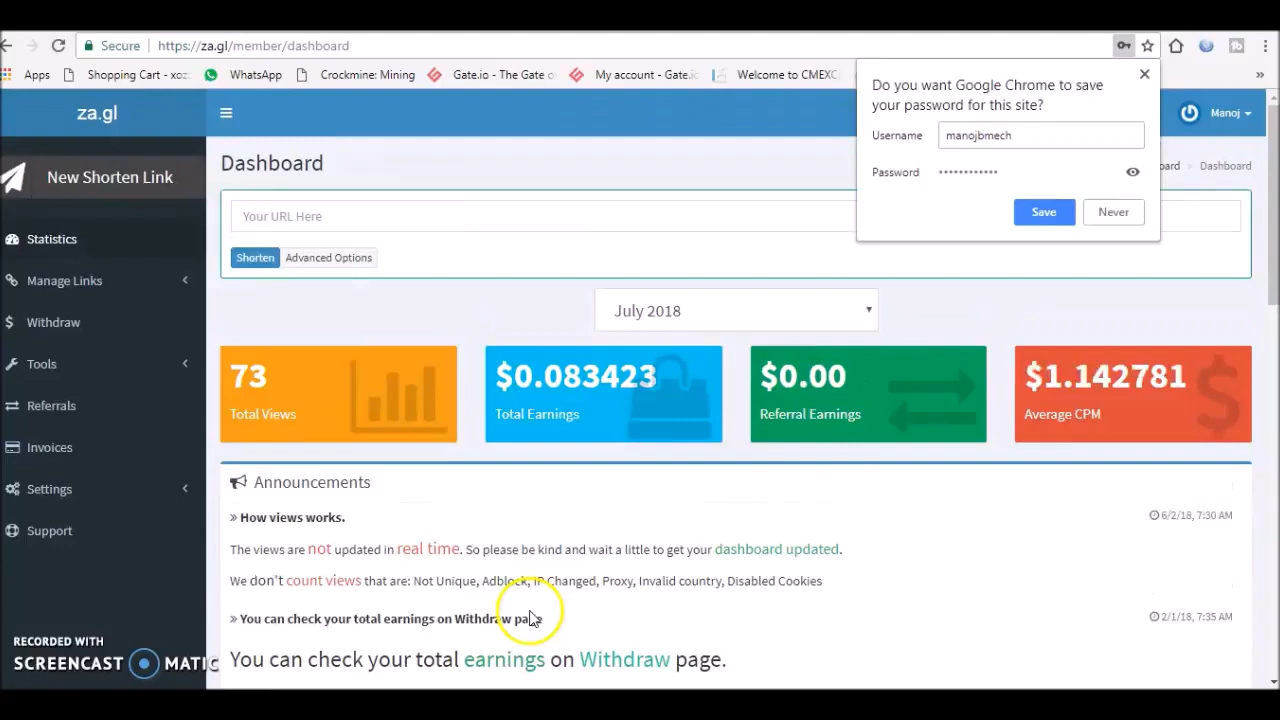 Secure https://za.gl/member/dashboard
Apps Shopping Cart - xoz WhatsApp Crockmine: Mining Gate.io - The Gate o My account - Gate. Welcome to CMEXC »
Do you want Google Chrome to save
your password for this site?
Username manojbmech
Password ••••••••••••
Save Never
za.gl
Manoj
New Shorten Link
Dashboard
Dashboard
Your URL Here
Shorten Advanced Options
Statistics
Manage Links
Withdraw
Tools
Referrals
Invoices
Settings
Support
July 2018
73
Total Views
$0.083423
Total Earnings
$0.00
Referral Earnings
$1.142781
Average CPM
Announcements
» How views works.
6/2/18, 7:30 AM
The views are not updated in real time. So please be kind and wait a little to get your dashboard updated.
We don't count views that are: Not Unique, Adblock, IP Changed, Proxy, Invalid country, Disabled Cookies
» You can check your total earnings on Withdraw page
2/1/18, 7:35 AM
You can check your total earnings on Withdraw page.
RECORDED WITH
SCREENCAST MATIC